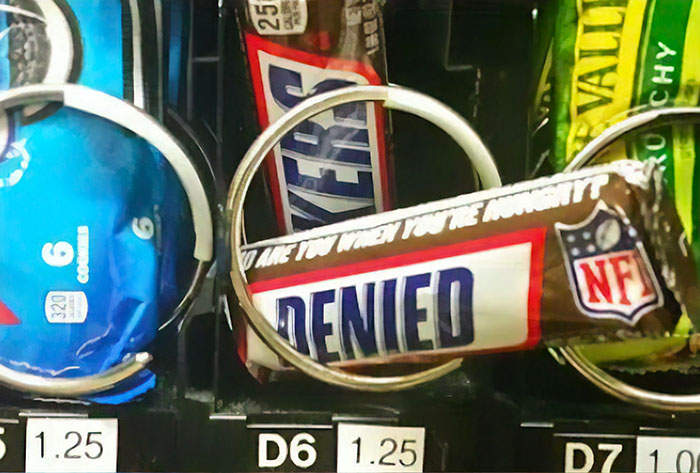 25
KERS
VALL
CHY
6
COOKIES
6
320
O ARE YOU WHEN YOU'RE HUNGRY?
DENIED
NFL
5
1.25
D6
1.25
D7
1.0